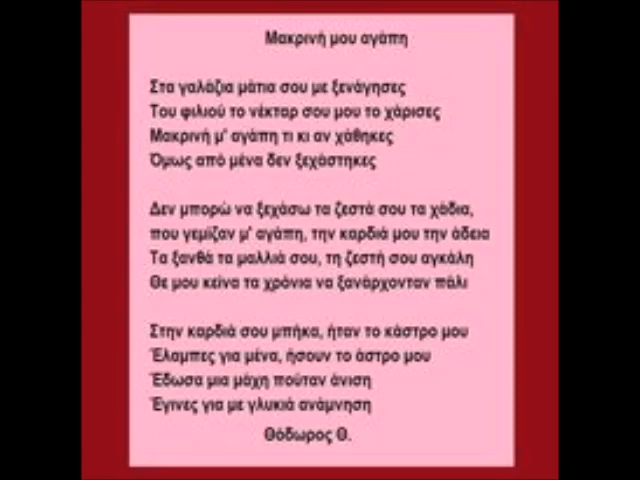 Μακρινή μου αγάπη
Στα γαλάζια μάτια σου με ξενάγησες
Του φιλιού το νέκταρ σου μου το χάρισες
Μακρινή μ' αγάπη τι κι αν χάθηκες
Όμως από μένα δεν ξεχάστηκες
Δεν μπορώ να ξεχάσω τα ζεστά σου τα χάδια,
που γεμίζαν μ' αγάπη, την καρδιά μου την άδεια
Τα ξανθά τα μαλλιά σου, τη ζεστή σου αγκάλη
Θε μου κείνα τα χρόνια να ξανάρχονταν πάλι
Στην καρδιά σου μπήκα, ήταν το κάστρο μου
Έλαμπες για μένα, ήσουν το άστρο μου
Έδωσα μια μάχη πούταν άνιση
Έγινες για με γλυκιά ανάμνηση
Θόδωρος Θ.